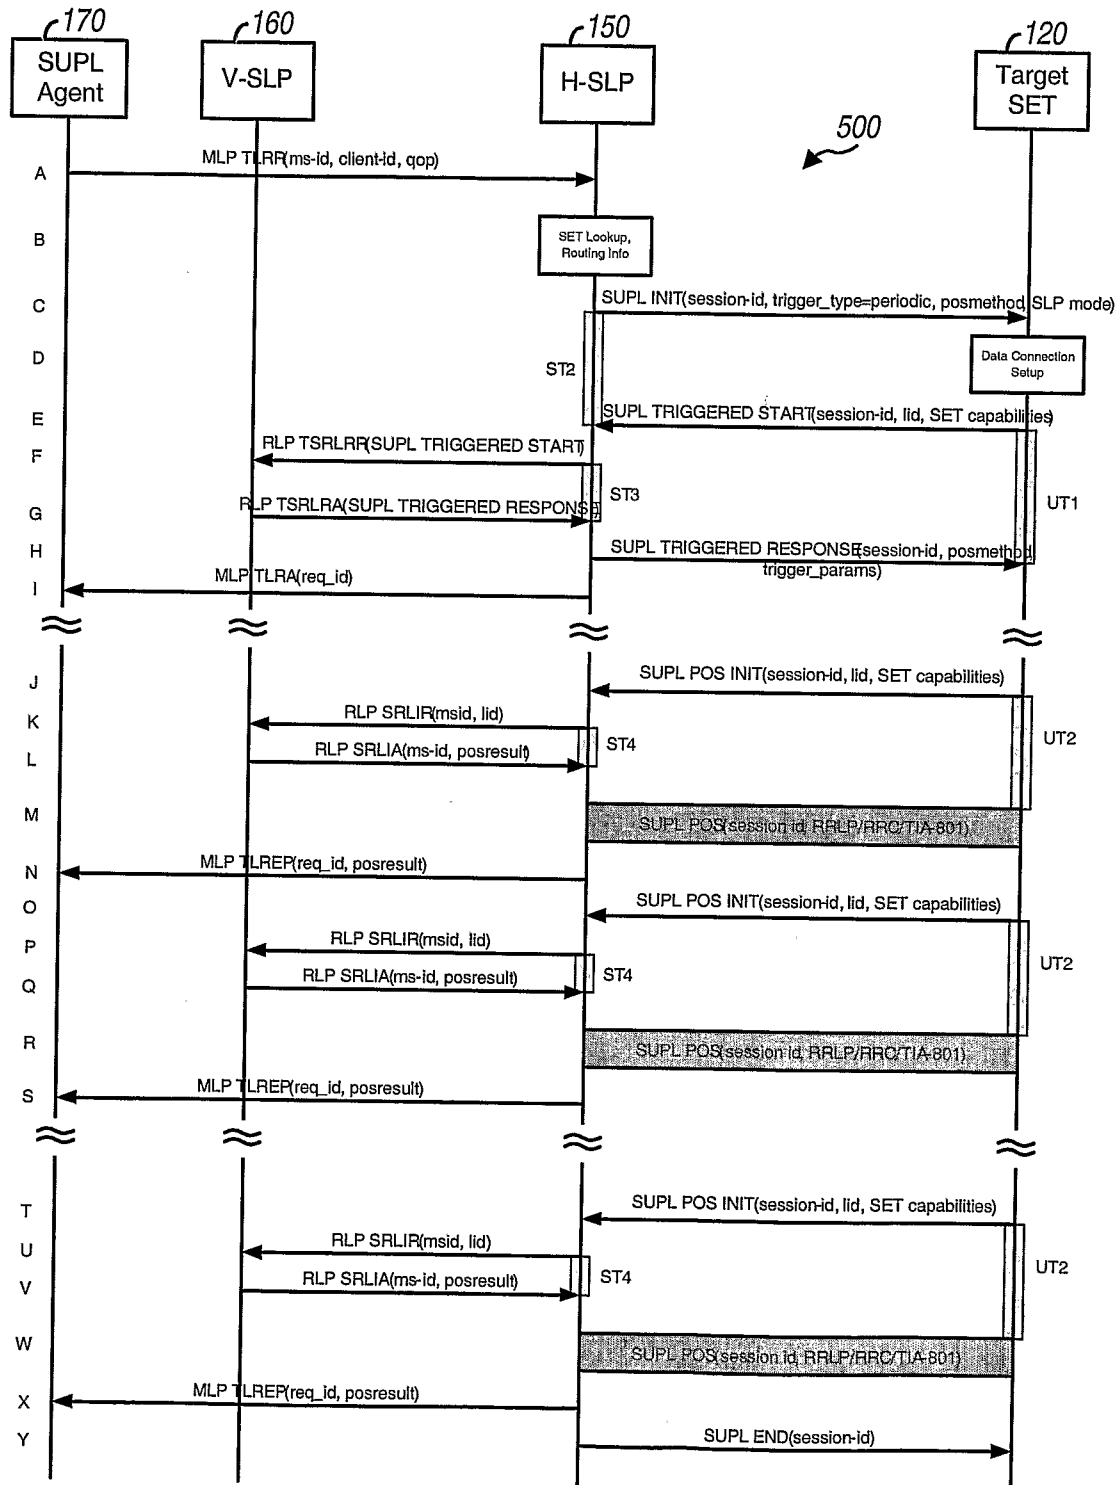 170
160
150
120
SUPL
Agent
V-SLP
H-SLP
Target
SET
500
A
MLP TLRR(ms-id, client-id, qop)
B
SET Lookup,
Routing Info
C
SUPL INIT(session-id, trigger_type=periodic, posmethod, SLP mode)
D
ST2
Data Connection
Setup
E
SUPL TRIGGERED START(session-id, lid, SET capabilities)
F
RLP TSRLRR(SUPL TRIGGERED START)
ST3
UT1
G
RLP TSRLRA(SUPL TRIGGERED RESPONSE)
H
SUPL TRIGGERED RESPONSE(session-id, posmethod,
trigger_params)
I
MLP TLRA(req_id)
J
SUPL POS INIT(session-id, lid, SET capabilities)
K
RLP SRLIR(msid, lid)
ST4
UT2
L
RLP SRLIA(ms-id, posresult)
M
SUPL POS(session-id, RRLP/RRC/TIA-801)
N
MLP TLREP(req_id, posresult)
O
SUPL POS INIT(session-id, lid, SET capabilities)
P
RLP SRLIR(msid, lid)
ST4
UT2
Q
RLP SRLIA(ms-id, posresult)
R
SUPL POS(session-id, RRLP/RRC/TIA-801)
S
MLP TLREP(req_id, posresult)
T
SUPL POS INIT(session-id, lid, SET capabilities)
U
RLP SRLIR(msid, lid)
ST4
UT2
V
RLP SRLIA(ms-id, posresult)
W
SUPL POS(session-id, RRLP/RRC/TIA-801)
X
MLP TLREP(req_id, posresult)
Y
SUPL END(session-id)